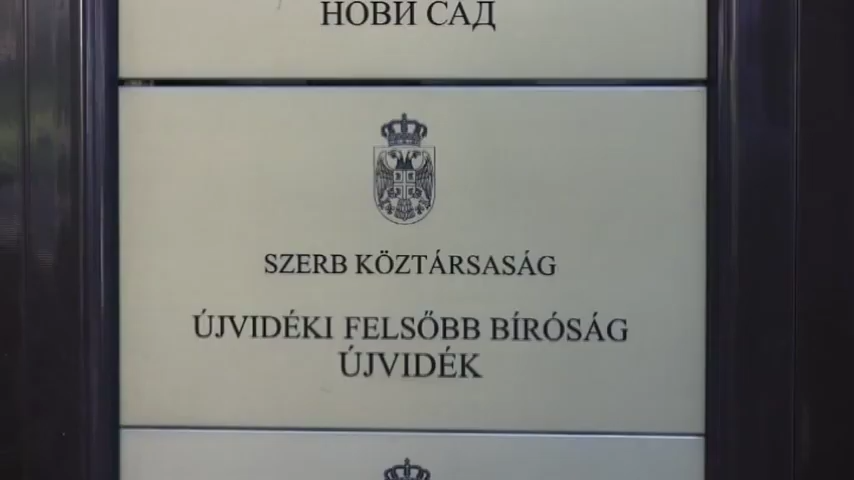 НОВИ САД
SZERB KÖZTÁRSASÁG
ÚJVIDÉKI FELSŐBB BÍRÓSÁG
ÚJVIDÉK